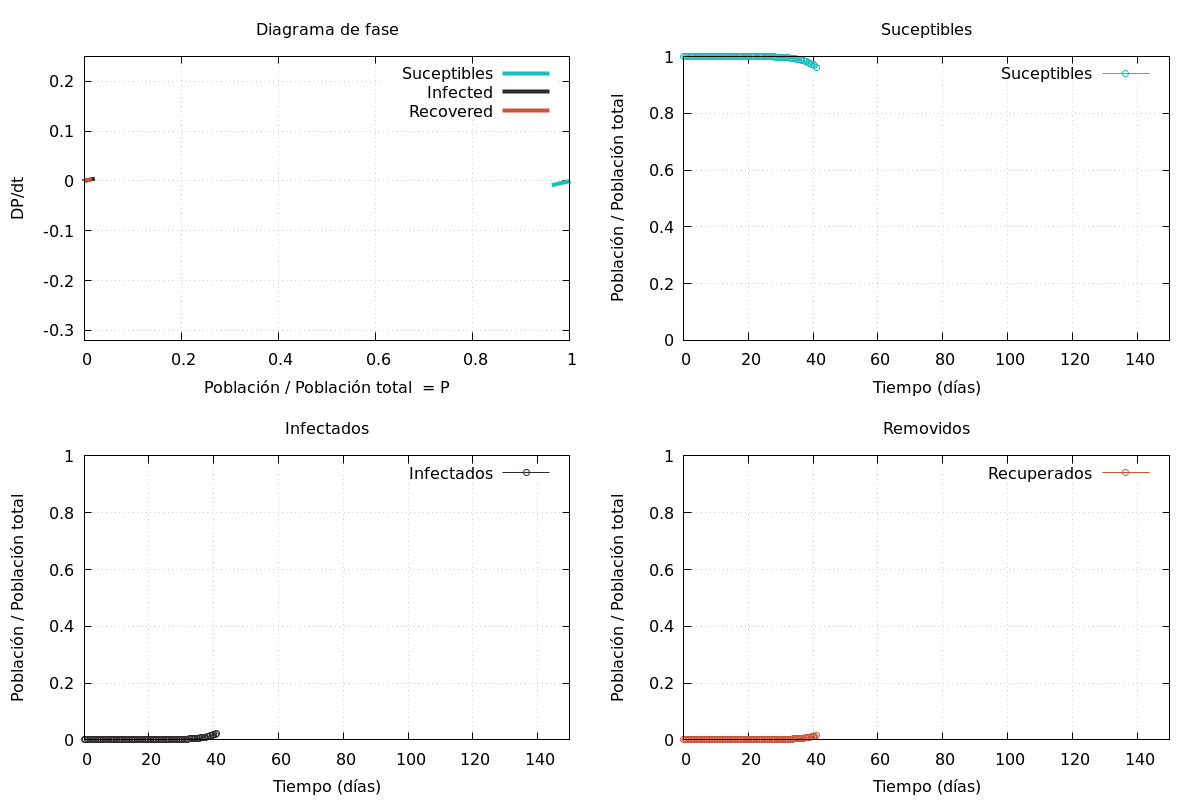 Diagrama de fase
Suceptibles
Infected
Recovered
0.2
0.1
0
-0.1
-0.2
-0.3
DP/dt
0 0.2 0.4 0.6 0.8 1
Población / Población total  = P
Suceptibles
Suceptibles
1
0.8
0.6
0.4
0.2
0
Población / Población total
0 20 40 60 80 100 120 140
Tiempo (días)
Infectados
Infectados
1
0.8
0.6
0.4
0.2
0
Población / Población total
0 20 40 60 80 100 120 140
Tiempo (días)
Removidos
Recuperados
1
0.8
0.6
0.4
0.2
0
Población / Población total
0 20 40 60 80 100 120 140
Tiempo (días)